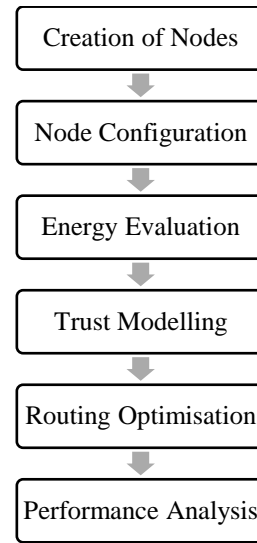 Creation of Nodes
Node Configuration
Energy Evaluation
Trust Modelling
Routing Optimisation
Performance Analysis